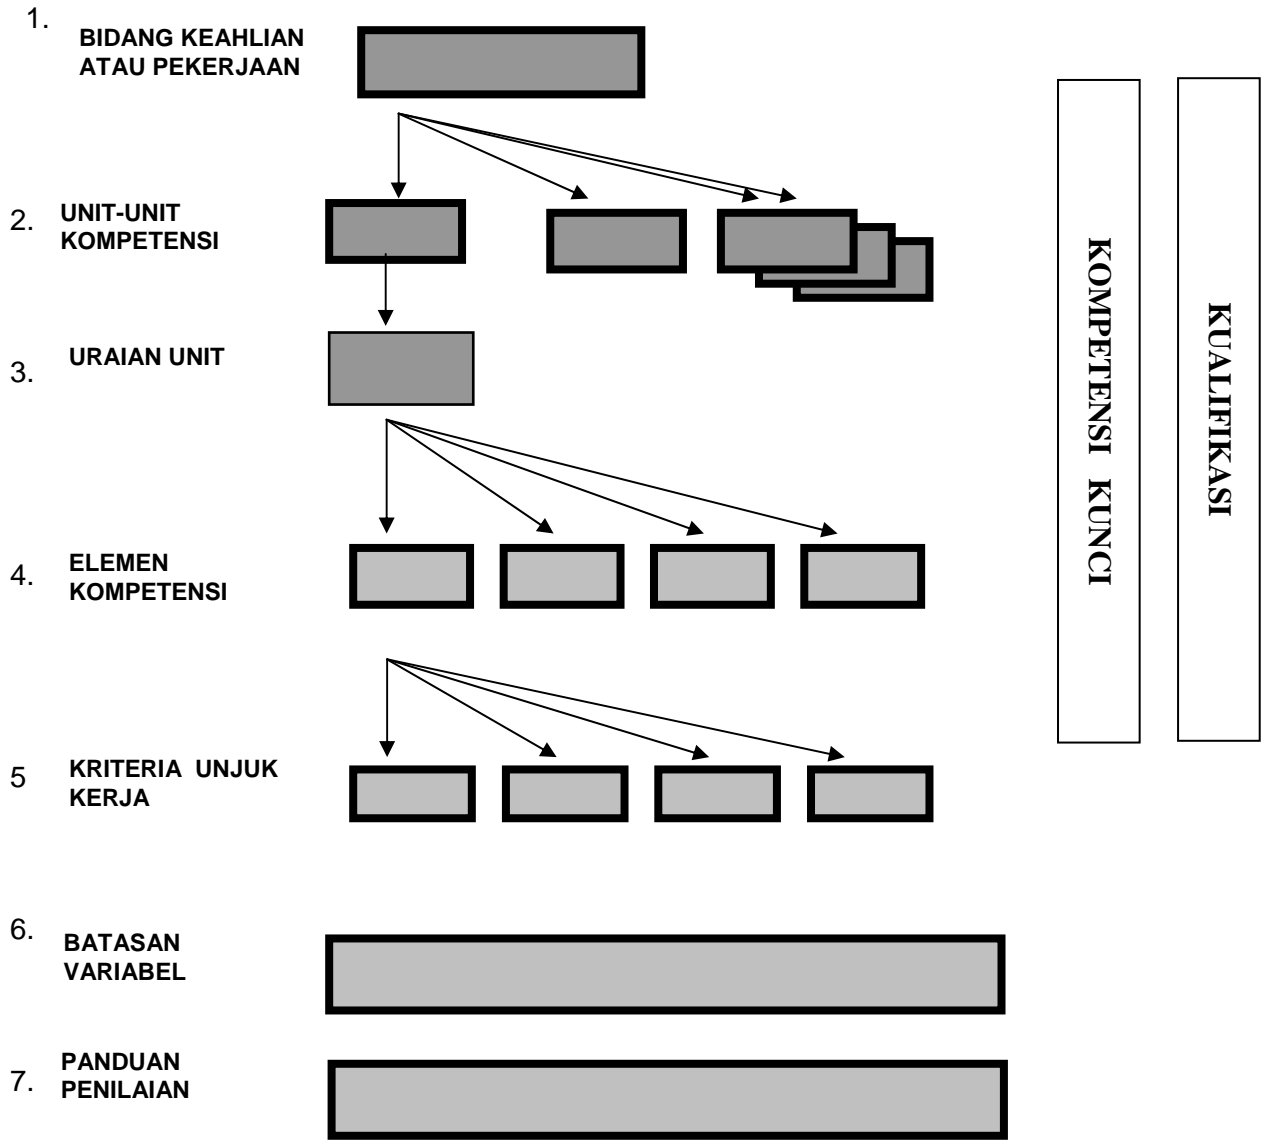 1.
BIDANG KEAHLIAN
ATAU PEKERJAAN
2.
UNIT-UNIT
KOMPETENSI
3.
URAIAN UNIT
4.
ELEMEN
KOMPETENSI
5
KRITERIA UNJUK
KERJA
6.
BATASAN
VARIABEL
7.
PANDUAN
PENILAIAN
KOMPETENSI KUNCI
KUALIFIKASI